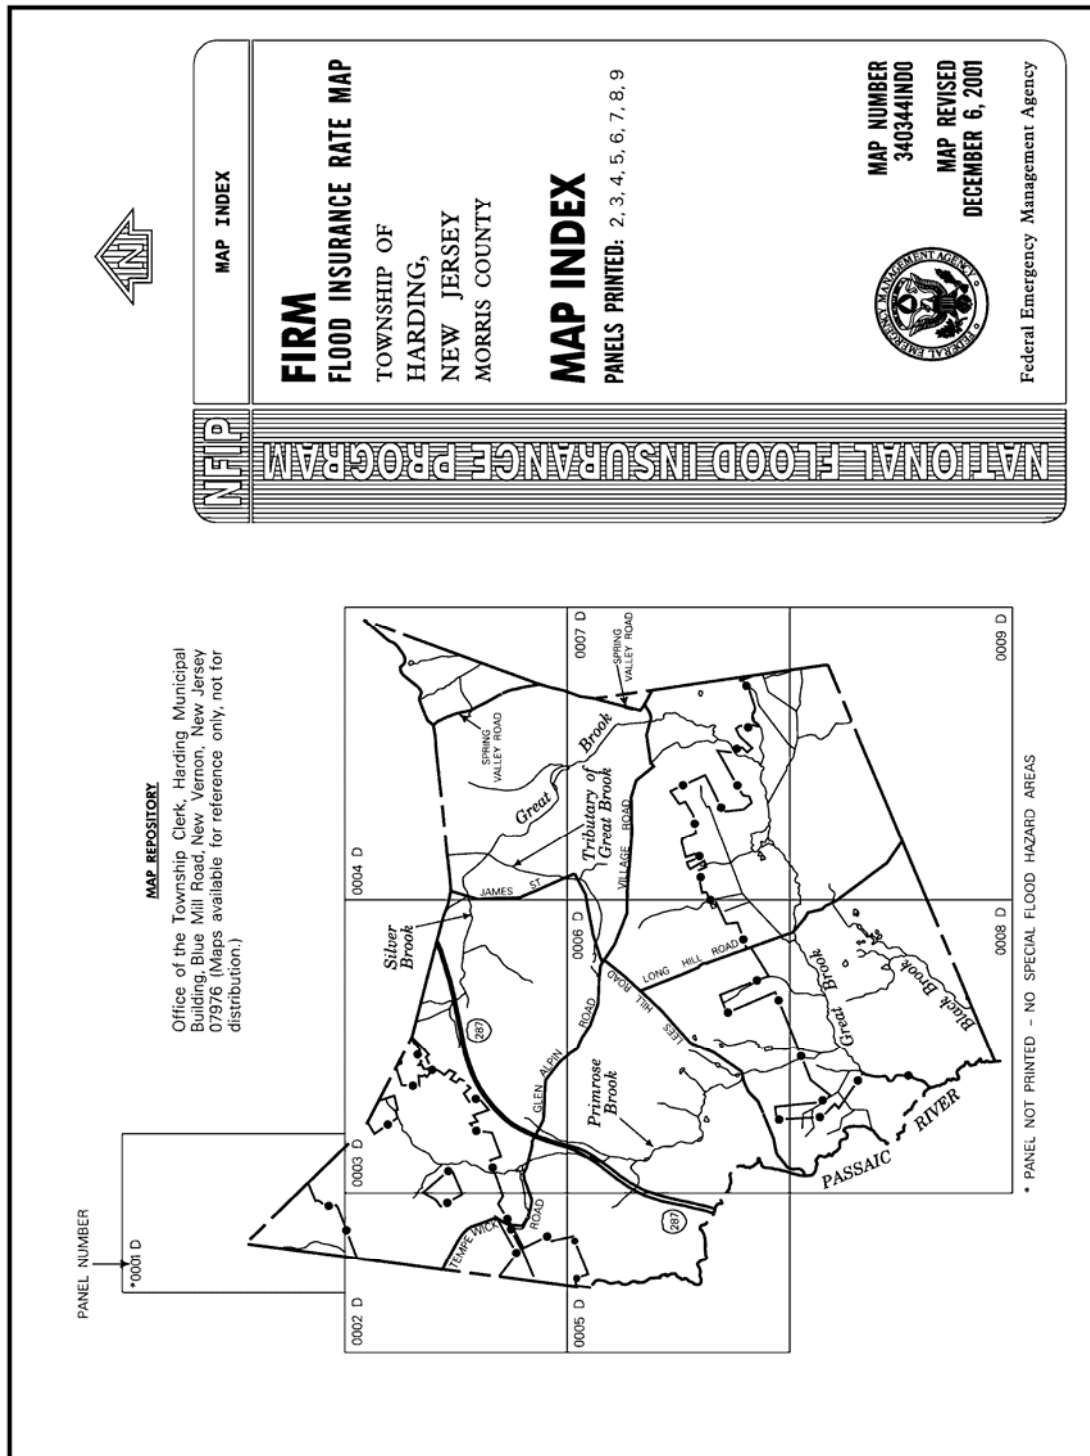 PANEL NUMBER
*0001 D
MAP REPOSITORY
Office of the Township Clerk, Harding Municipal
Building, Blue Mill Road, New Vernon, New Jersey
07976 (Maps available for reference only, not for
distribution.)
0002 D
0003 D
0004 D
TEMPE WICK
ROAD
287
Silver
Brook
JAMES ST
SPRING
VALLEY ROAD
Great
Brook
Tributary of
Great Brook
GLEN ALPIN
ROAD
0005 D
0006 D
0007 D
287
Primrose
Brook
LEES
HILL
ROAD
LONG HILL ROAD
VILLAGE ROAD
SPRING
VALLEY ROAD
Great Brook
Black Brook
PASSAIC
RIVER
0008 D
0009 D
* PANEL NOT PRINTED - NO SPECIAL FLOOD HAZARD AREAS
NFIP
NATIONAL FLOOD INSURANCE PROGRAM
MAP INDEX
FIRM
FLOOD INSURANCE RATE MAP
TOWNSHIP OF
HARDING,
NEW JERSEY
MORRIS COUNTY
MAP INDEX
PANELS PRINTED: 2, 3, 4, 5, 6, 7, 8, 9
FEDERAL EMERGENCY MANAGEMENT AGENCY
MAP NUMBER
340344IND0
MAP REVISED
DECEMBER 6, 2001
Federal Emergency Management Agency